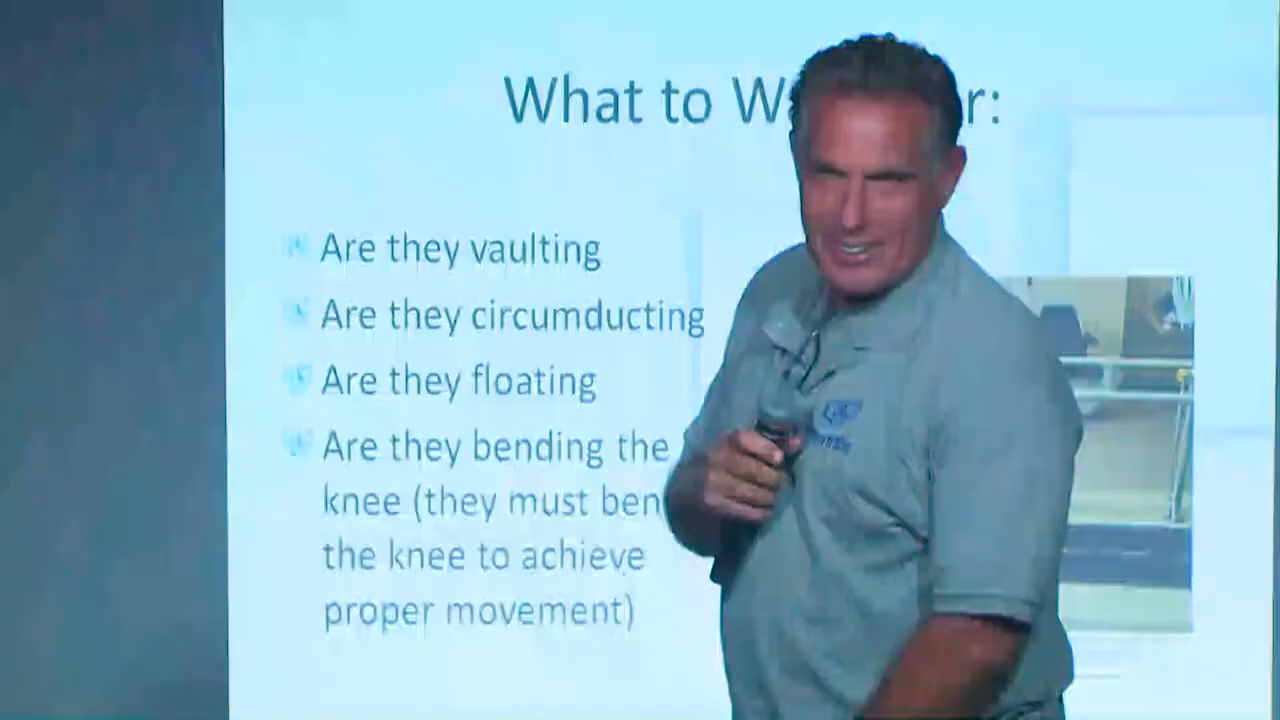 What to W r:
Are they vaulting
Are they circumducting
Are they floating
Are they bending the
knee (they must ben
the knee to achieve
proper movement)